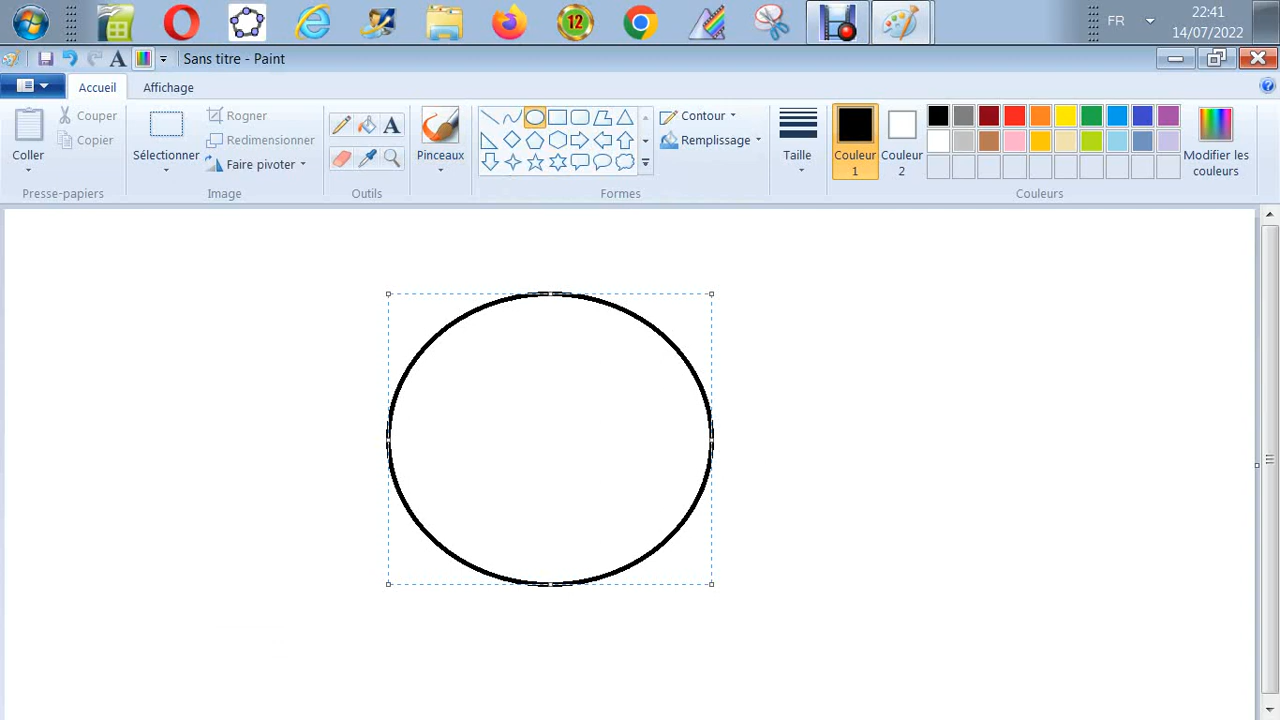 12
FR
22:41
14/07/2022
Sans titre - Paint
Accueil
Affichage
Coller
Couper
Copier
Presse-papiers
Sélectionner
Rogner
Redimensionner
Faire pivoter
Image
A
Outils
Pinceaux
Contour
Remplissage
Formes
Taille
Couleur
1
Couleur
2
Modifier les
couleurs
Couleurs